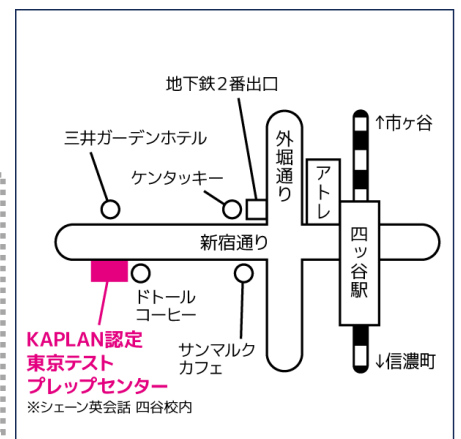 地下鉄2番出口
↑市ヶ谷
三井ガーデンホテル
外堀通り
ケンタッキー
アトレ
新宿通り
四ッ谷駅
ドトール
コーヒー
KAPLAN認定
東京テスト
プレップセンター
※シェーン英会話 四谷校内
サンマルク
カフェ
↓信濃町